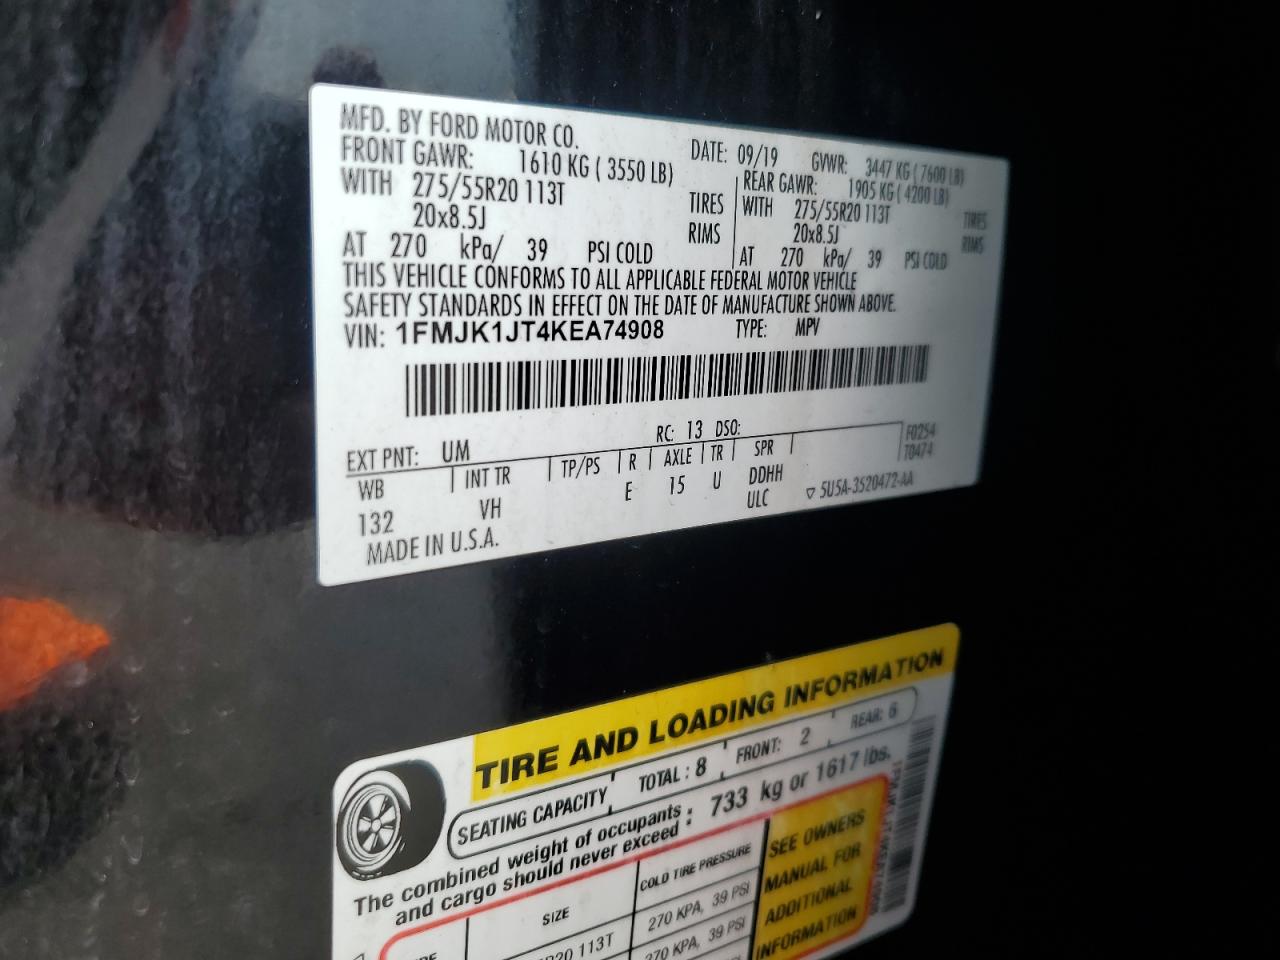 MFD. BY FORD MOTOR CO. DATE: 09/19 GVWR: 3447 KG ( 7600 LB)
FRONT GAWR: 1610 KG ( 3550 LB) REAR GAWR: 1905 KG ( 4200 LB)
WITH 275/55R20 113T TIRES WITH 275/55R20 113T TIRES
20x8.5J RIMS 20x8.5J RIMS
AT 270 kPa/ 39 PSI COLD AT 270 kPa/ 39 PSI COLD
THIS VEHICLE CONFORMS TO ALL APPLICABLE FEDERAL MOTOR VEHICLE
SAFETY STANDARDS IN EFFECT ON THE DATE OF MANUFACTURE SHOWN ABOVE.
VIN: 1FMJK1JT4KEA74908 TYPE: MPV
EXT PNT: UM RC: 13 DSO: F0254
WB INT TR TP/PS R AXLE TR SPR T0474
132 VH E 15 U DDHH
ULC ▽ 5U5A-3520472-AA
MADE IN U.S.A.
TIRE AND LOADING INFORMATION
SEATING CAPACITY TOTAL : 8 FRONT: 2 REAR: 6
The combined weight of occupants : 733 kg or 1617 lbs.
and cargo should never exceed
SIZE COLD TIRE PRESSURE SEE OWNERS
R20 113T 270 KPA, 39 PSI MANUAL FOR
270 KPA, 39 PSI ADDITIONAL
INFORMATION